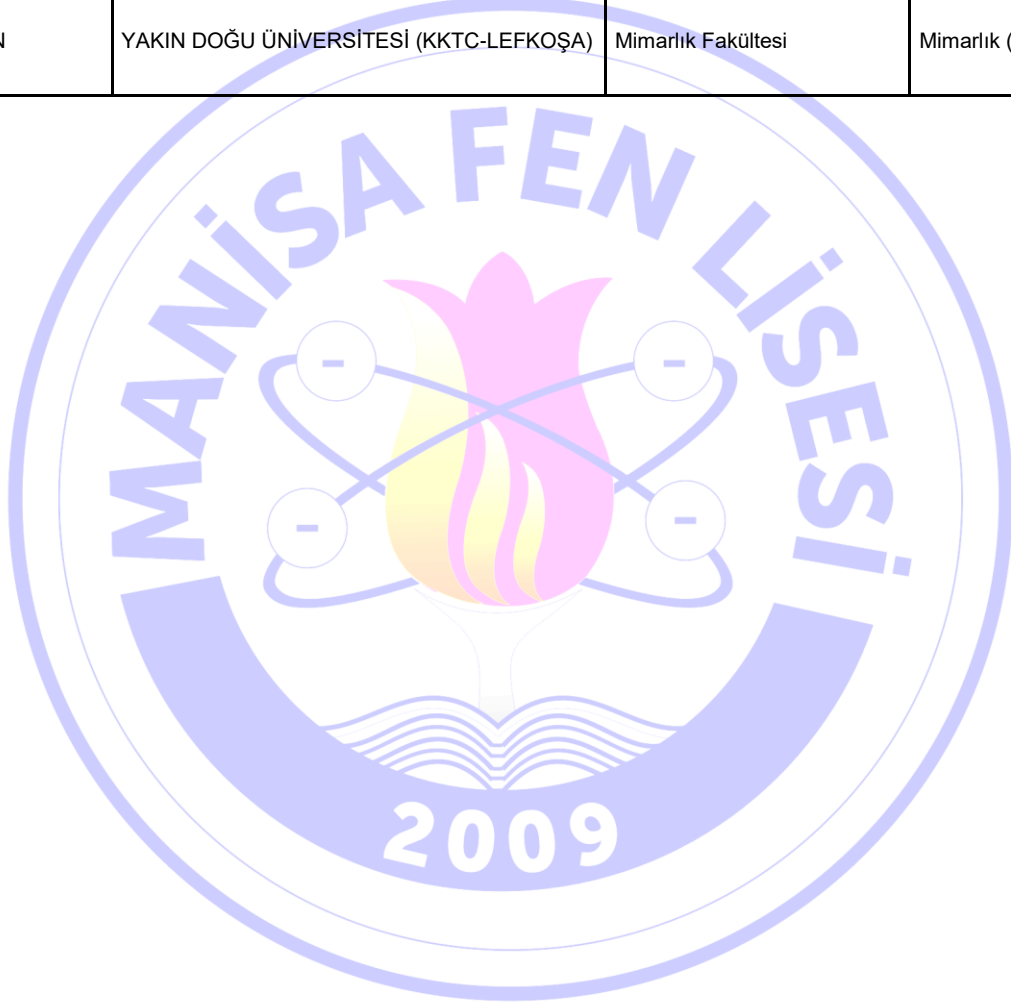 N
YAKIN DOĞU ÜNİVERSİTESİ (KKTC-LEFKOŞA)
Mimarlık Fakültesi
Mimarlık (
MANİSA FEN LİSESİ
-
-
-
-
2009